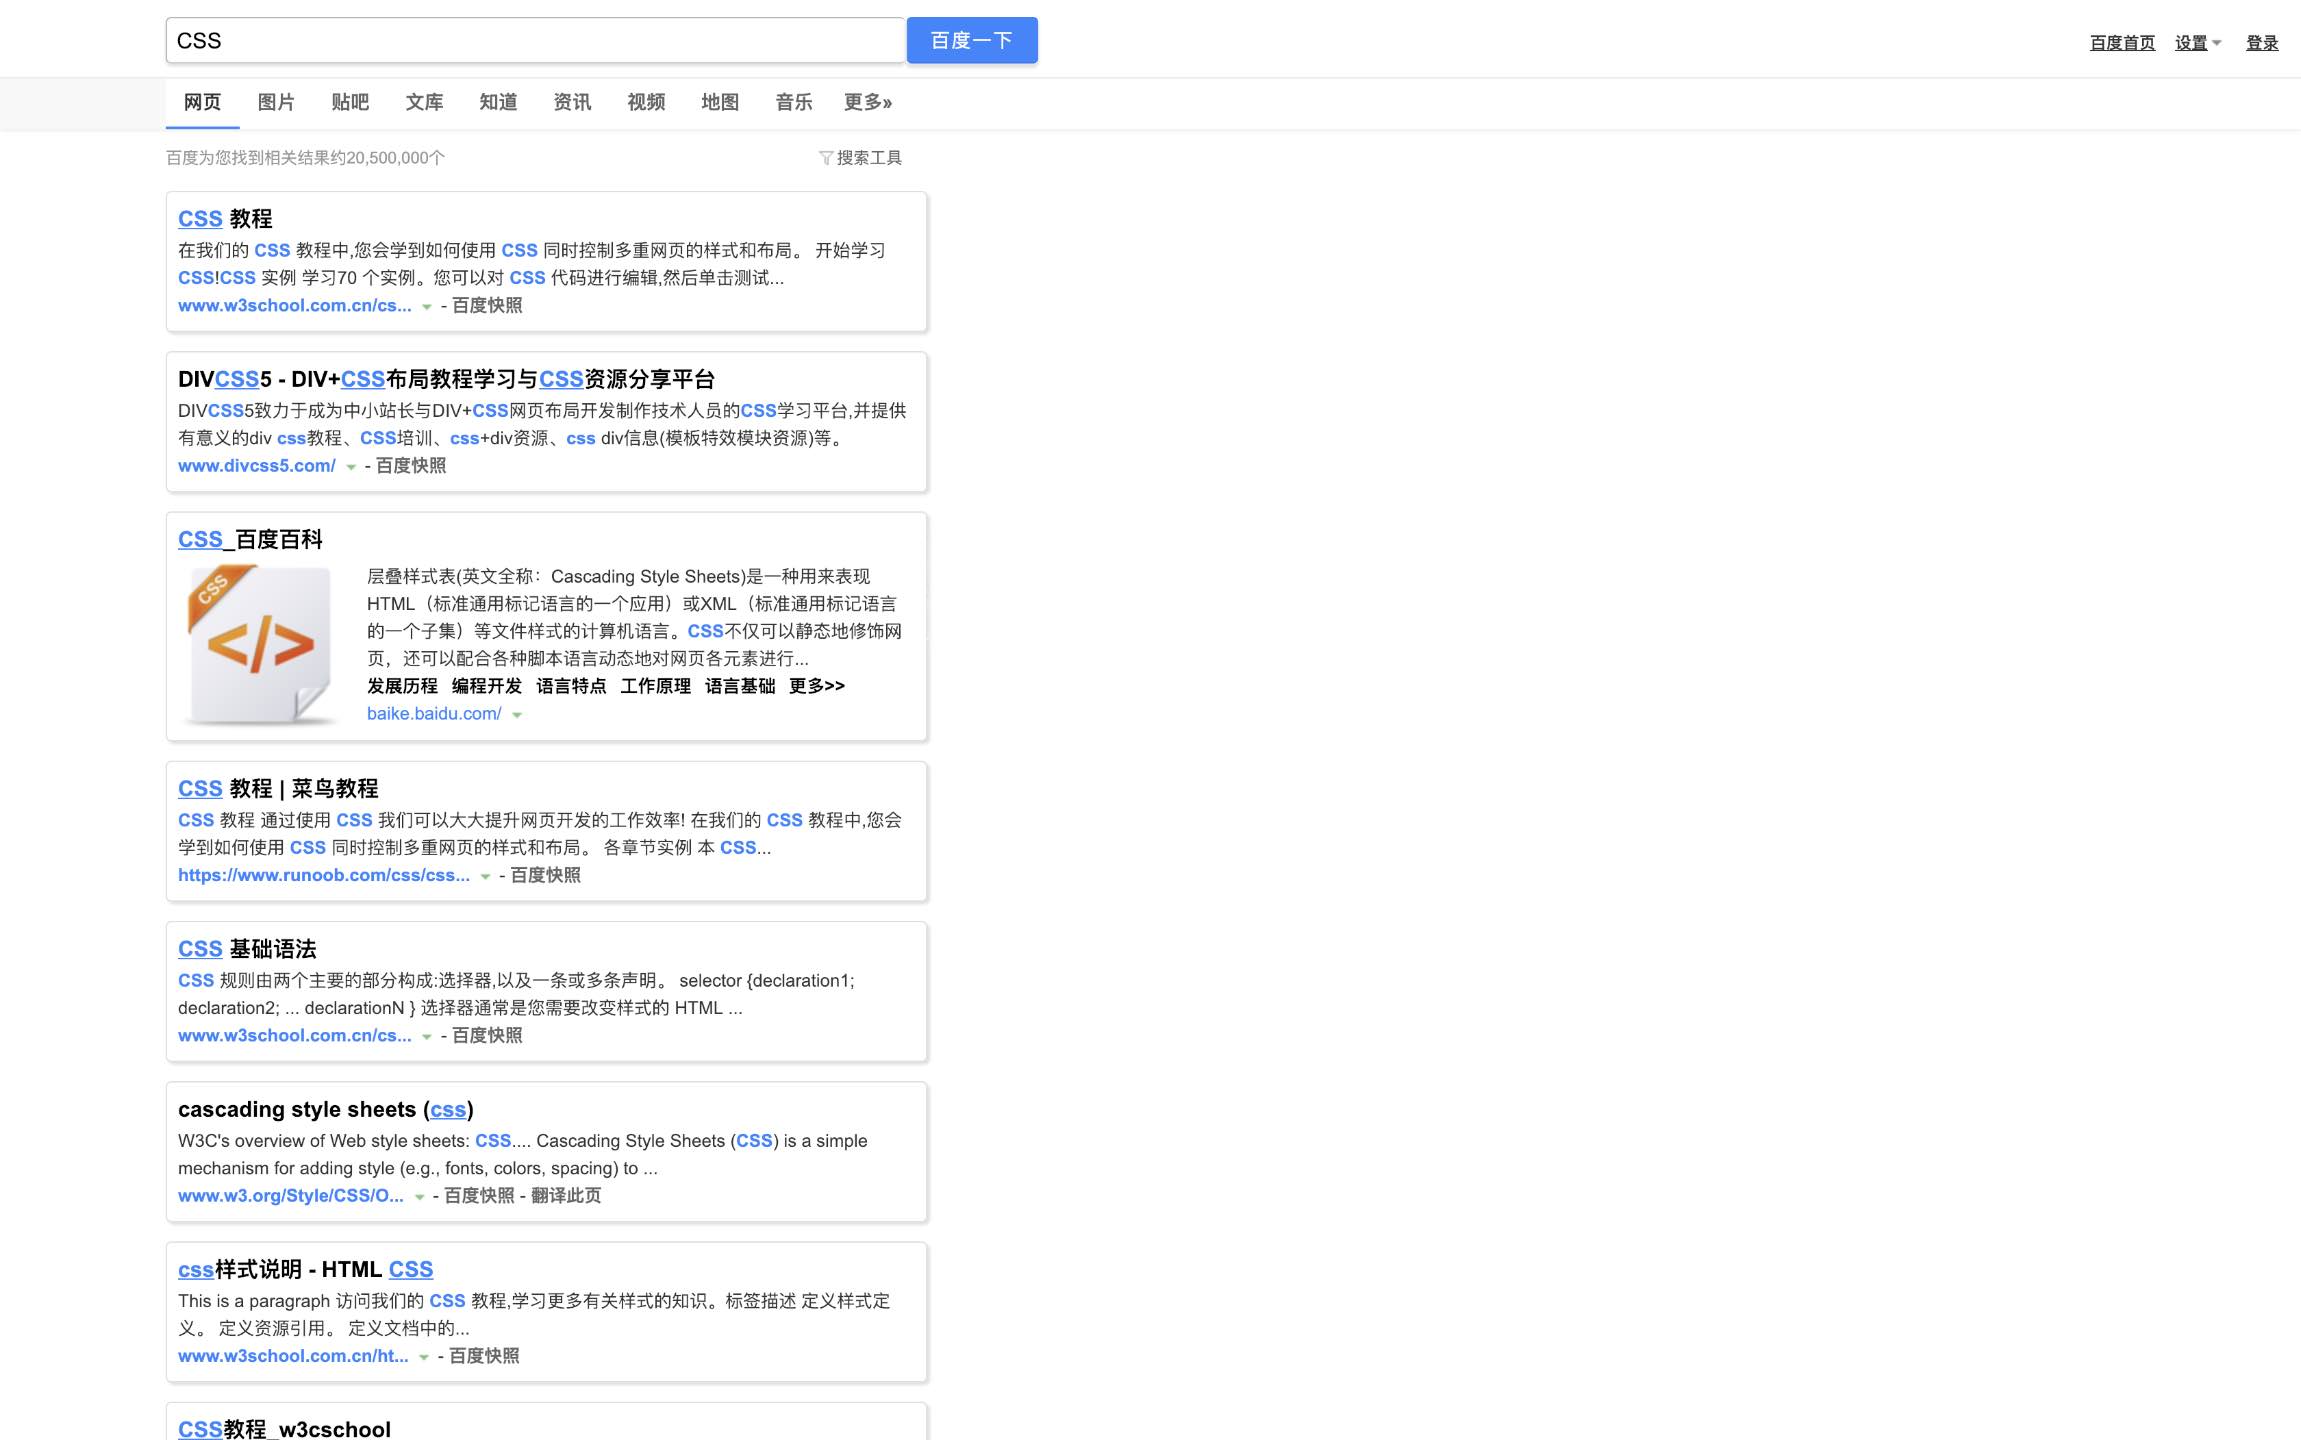 CSS 百度一下 百度首页 设置 登录
网页 图片 贴吧 文库 知道 资讯 视频 地图 音乐 更多»
百度为您找到相关结果约20,500,000个 搜索工具
CSS 教程
在我们的 CSS 教程中,您会学到如何使用 CSS 同时控制多重网页的样式和布局。 开始学习
CSS!CSS 实例 学习70 个实例。您可以对 CSS 代码进行编辑,然后单击测试...
www.w3school.com.cn/cs... - 百度快照
DIVCSS5 - DIV+CSS布局教程学习与CSS资源分享平台
DIVCSS5致力于成为中小站长与DIV+CSS网页布局开发制作技术人员的CSS学习平台,并提供
有意义的div css教程、CSS培训、css+div资源、css div信息(模板特效模块资源)等。
www.divcss5.com/ - 百度快照
CSS_百度百科
CSS
</>
层叠样式表(英文全称：Cascading Style Sheets)是一种用来表现
HTML（标准通用标记语言的一个应用）或XML（标准通用标记语言
的一个子集）等文件样式的计算机语言。CSS不仅可以静态地修饰网
页，还可以配合各种脚本语言动态地对网页各元素进行...
发展历程 编程开发 语言特点 工作原理 语言基础 更多>>
baike.baidu.com/
CSS 教程 | 菜鸟教程
CSS 教程 通过使用 CSS 我们可以大大提升网页开发的工作效率! 在我们的 CSS 教程中,您会
学到如何使用 CSS 同时控制多重网页的样式和布局。 各章节实例 本 CSS...
https://www.runoob.com/css/css... - 百度快照
CSS 基础语法
CSS 规则由两个主要的部分构成:选择器,以及一条或多条声明。 selector {declaration1;
declaration2; ... declarationN } 选择器通常是您需要改变样式的 HTML ...
www.w3school.com.cn/cs... - 百度快照
cascading style sheets (css)
W3C's overview of Web style sheets: CSS.... Cascading Style Sheets (CSS) is a simple
mechanism for adding style (e.g., fonts, colors, spacing) to ...
www.w3.org/Style/CSS/O... - 百度快照 - 翻译此页
css样式说明 - HTML CSS
This is a paragraph 访问我们的 CSS 教程,学习更多有关样式的知识。标签描述 定义样式定
义。 定义资源引用。 定义文档中的...
www.w3school.com.cn/ht... - 百度快照
CSS教程_w3cschool